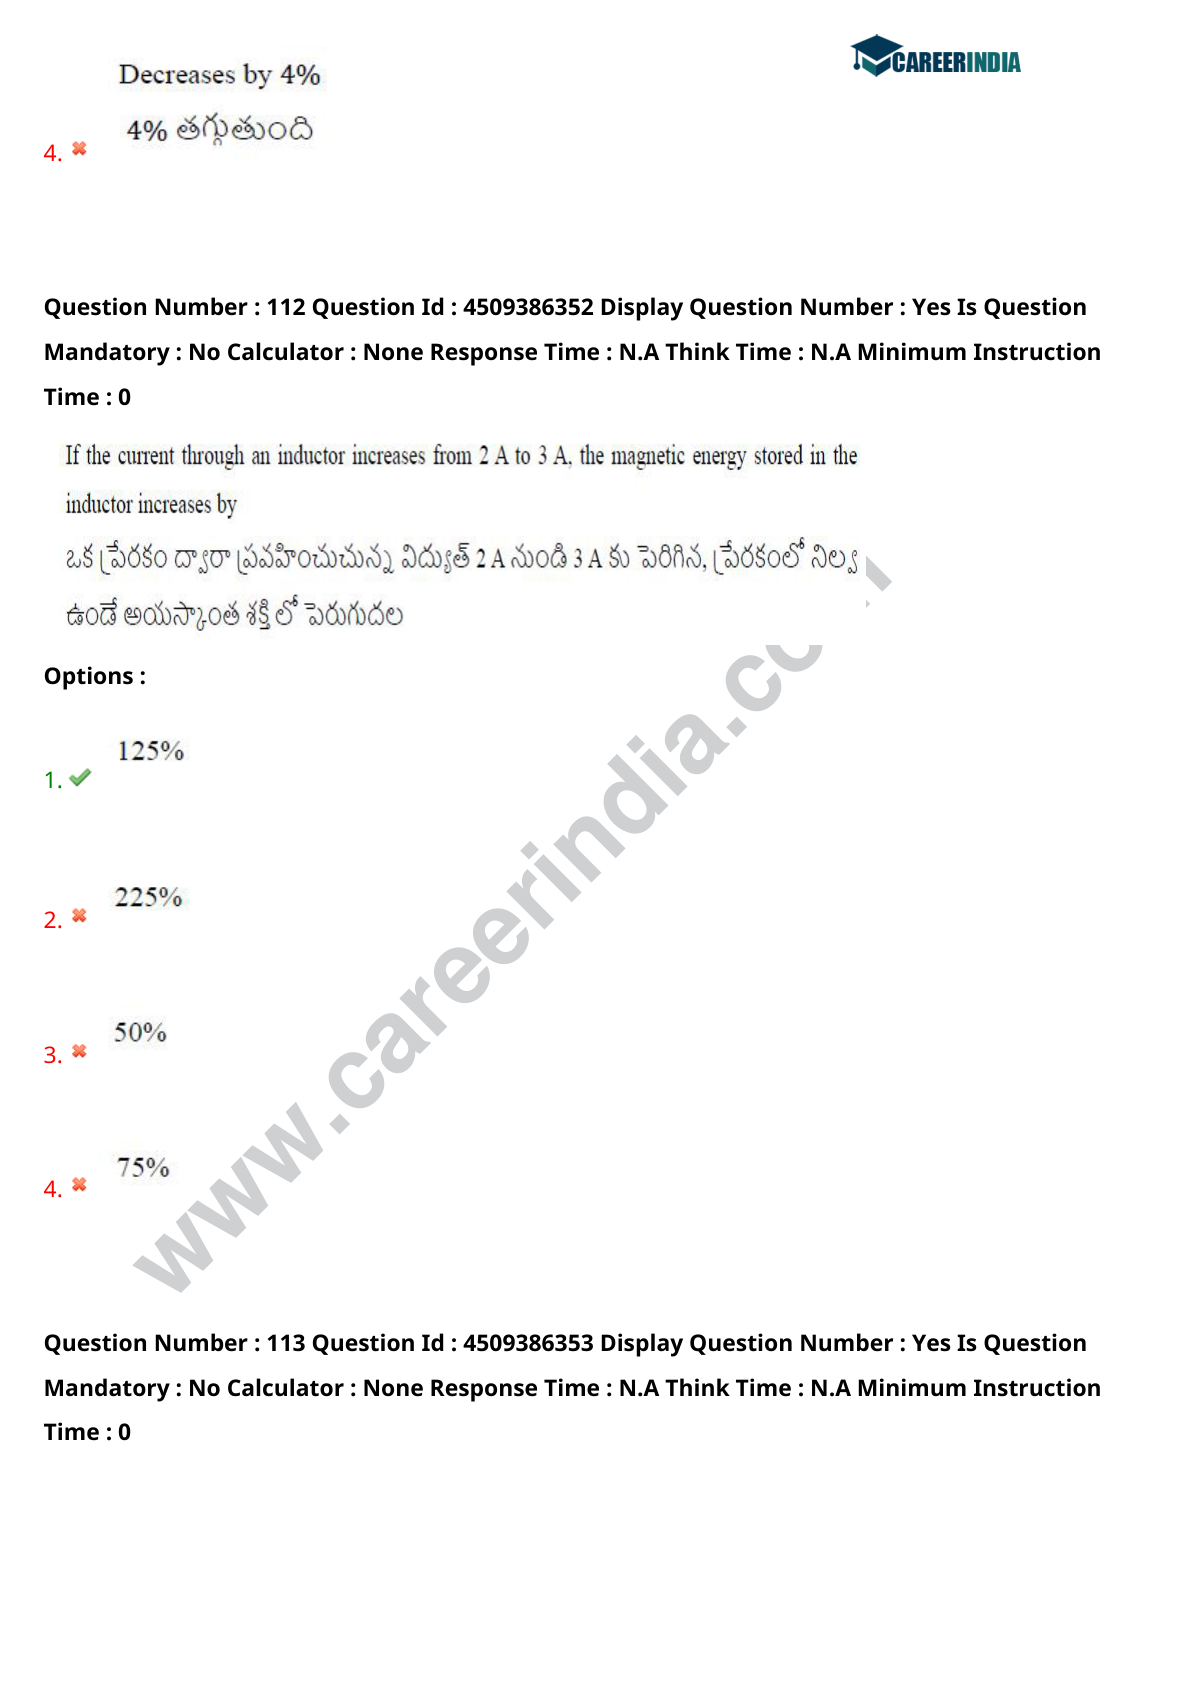 CAREERINDIA
Decreases by 4%
4% తగ్గుతుంది
4.
Question Number : 112 Question Id : 4509386352 Display Question Number : Yes Is Question
Mandatory : No Calculator : None Response Time : N.A Think Time : N.A Minimum Instruction
Time : 0
If the current through an inductor increases from 2 A to 3 A, the magnetic energy stored in the
inductor increases by
ఒక ప్రేరకం ద్వారా ప్రవహించుచున్న విద్యుత్ 2 A నుండి 3 A కు పెరిగిన, ప్రేరకంలో నిల్వ
ఉండే అయస్కాంత శక్తి లో పెరుగుదల
Options :
125%
1.
225%
2.
50%
3.
75%
4.
www.careerindia.com
Question Number : 113 Question Id : 4509386353 Display Question Number : Yes Is Question
Mandatory : No Calculator : None Response Time : N.A Think Time : N.A Minimum Instruction
Time : 0